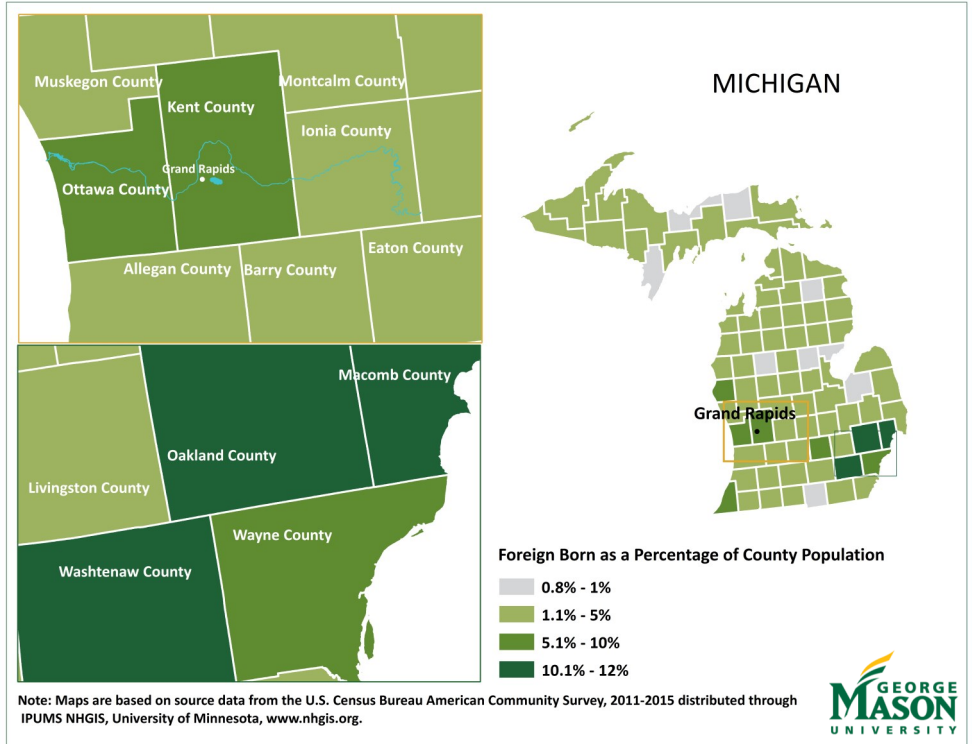 MICHIGAN
Muskegon County
Montcalm County
Kent County
Ionia County
Grand Rapids
Ottawa County
Eaton County
Allegan County
Barry County
Macomb County
Oakland County
Livingston County
Wayne County
Washtenaw County
Grand Rapids
Foreign Born as a Percentage of County Population
0.8% - 1%
1.1% - 5%
5.1% - 10%
10.1% - 12%
Note: Maps are based on source data from the U.S. Census Bureau American Community Survey, 2011-2015 distributed through
IPUMS NHGIS, University of Minnesota, www.nhgis.org.
GEORGE
MASON
UNIVERSITY